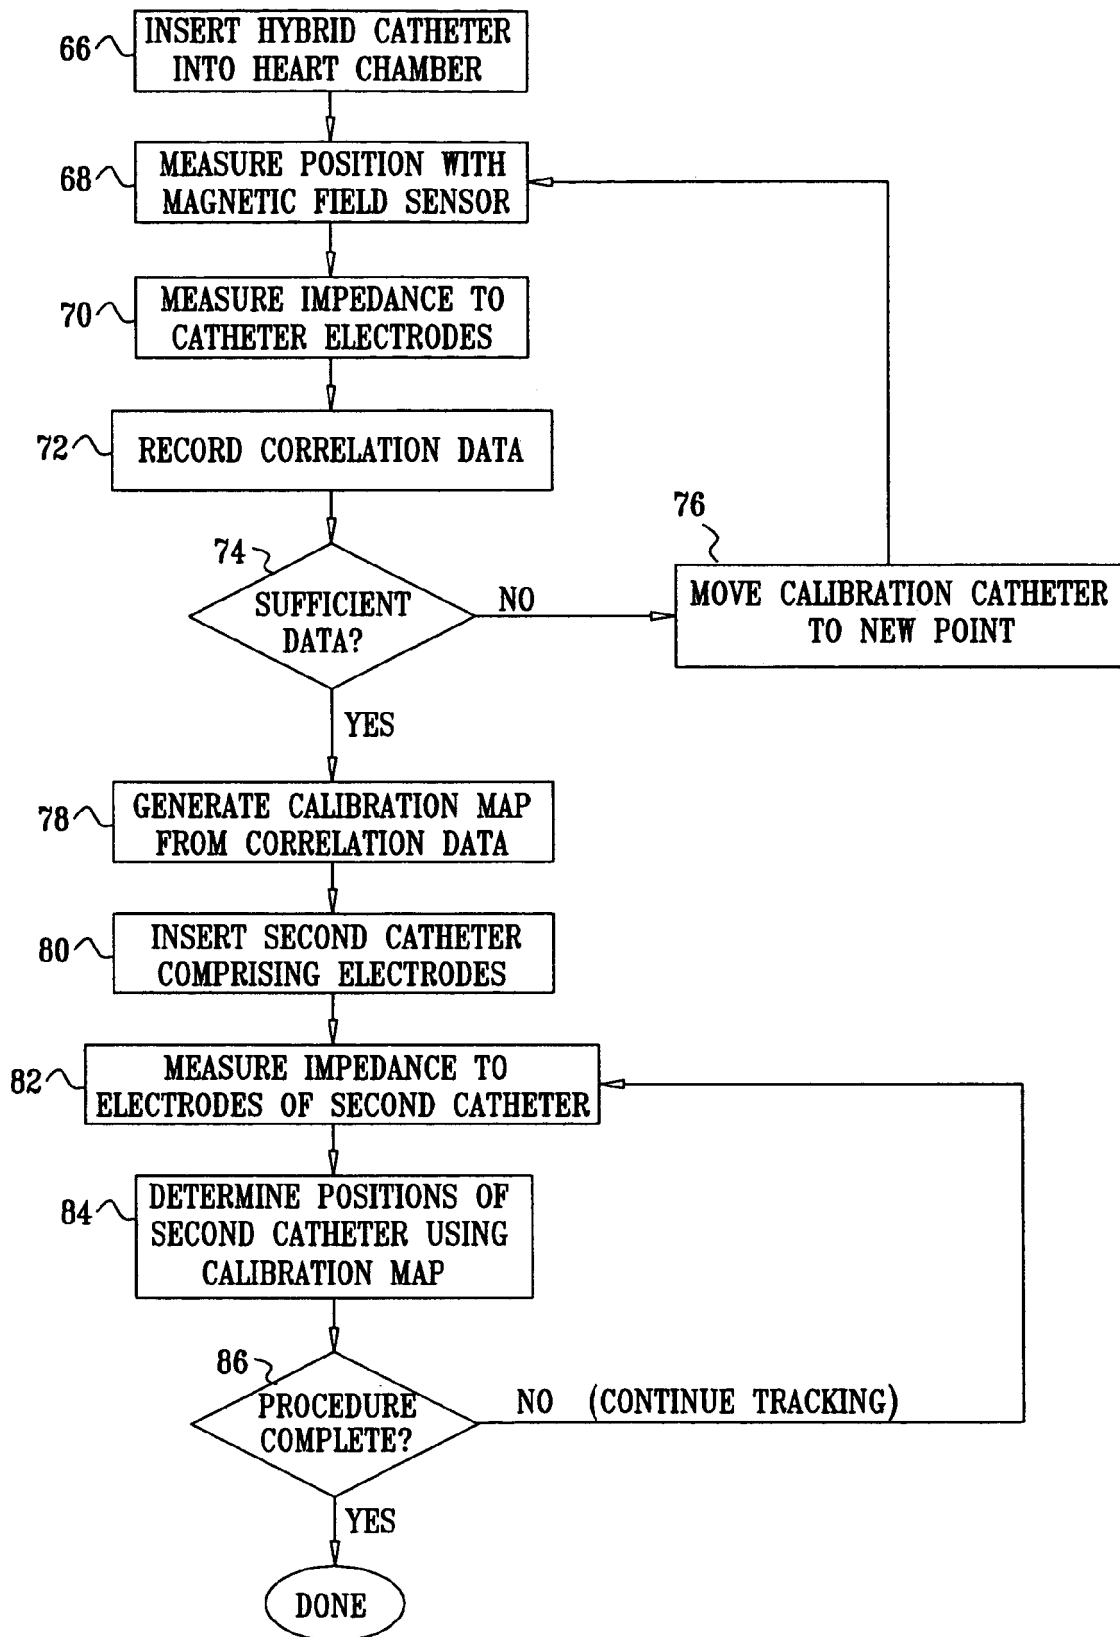 66
INSERT HYBRID CATHETER
INTO HEART CHAMBER
68
MEASURE POSITION WITH
MAGNETIC FIELD SENSOR
70
MEASURE IMPEDANCE TO
CATHETER ELECTRODES
72
RECORD CORRELATION DATA
74
SUFFICIENT
DATA?
NO
76
MOVE CALIBRATION CATHETER
TO NEW POINT
YES
78
GENERATE CALIBRATION MAP
FROM CORRELATION DATA
80
INSERT SECOND CATHETER
COMPRISING ELECTRODES
82
MEASURE IMPEDANCE TO
ELECTRODES OF SECOND CATHETER
84
DETERMINE POSITIONS OF
SECOND CATHETER USING
CALIBRATION MAP
86
PROCEDURE
COMPLETE?
NO (CONTINUE TRACKING)
YES
DONE